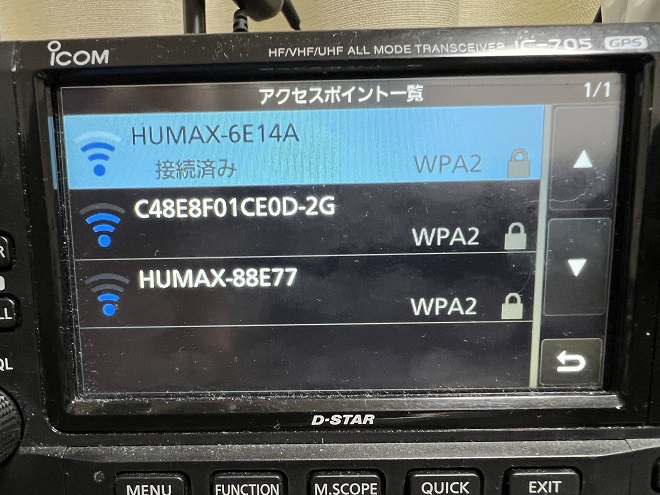 ICOM
HF/VHF/UHF ALL MODE TRANSCEIVER IC-705 GPS
アクセスポイント一覧 1/1
HUMAX-6E14A
接続済み WPA2
C48E8F01CE0D-2G
WPA2
HUMAX-88E77
WPA2
D-STAR
MENU FUNCTION M.SCOPE QUICK EXIT